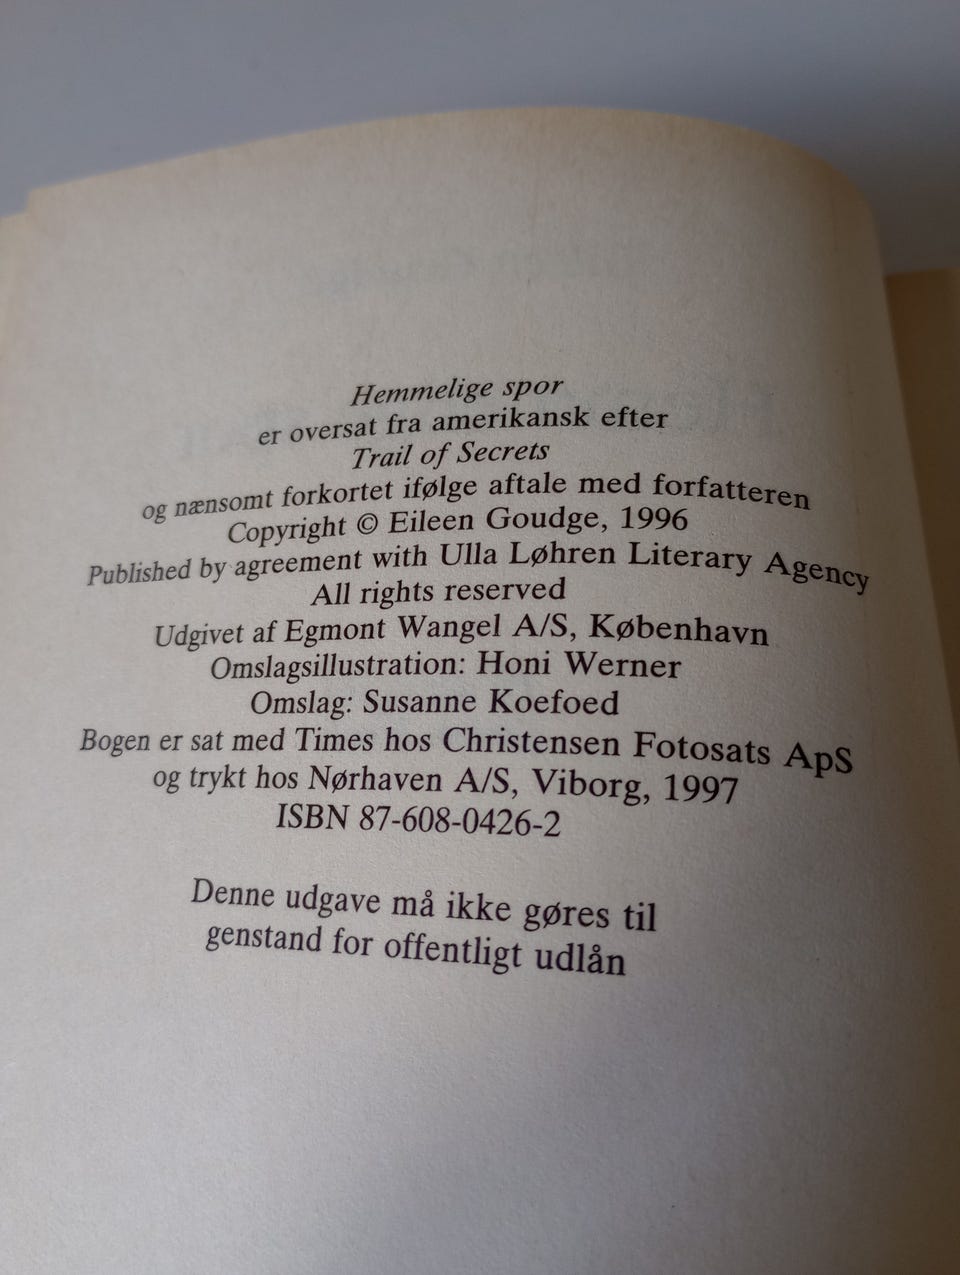 Hemmelige spor
er oversat fra amerikansk efter
Trail of Secrets
og nænsomt forkortet ifølge aftale med forfatteren
Copyright © Eileen Goudge, 1996
Published by agreement with Ulla Løhren Literary Agency
All rights reserved
Udgivet af Egmont Wangel A/S, København
Omslagsillustration: Honi Werner
Omslag: Susanne Koefoed
Bogen er sat med Times hos Christensen Fotosats ApS
og trykt hos Nørhaven A/S, Viborg, 1997
ISBN 87-608-0426-2
Denne udgave må ikke gøres til
genstand for offentligt udlån